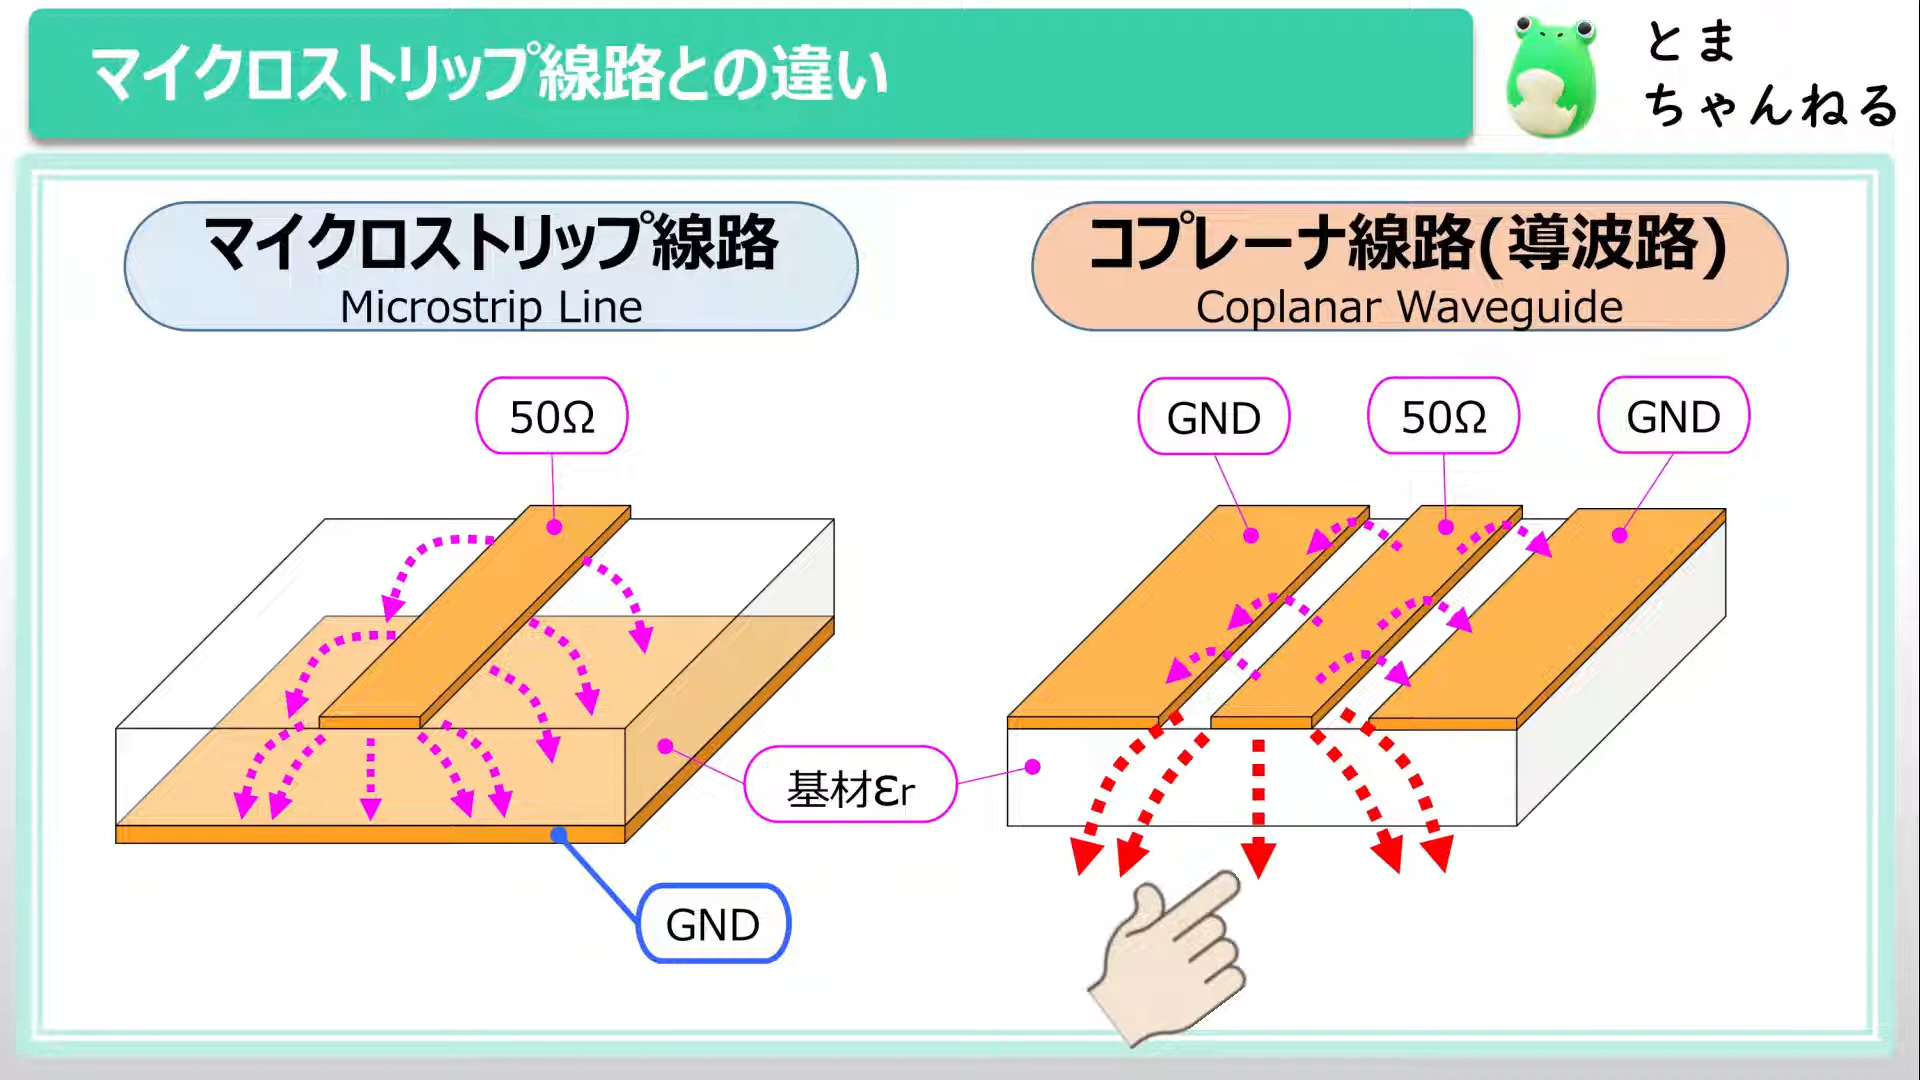 マイクロストリップ線路との違い
とま
ちゃんねる
マイクロストリップ線路
Microstrip Line
コプレーナ線路(導波路)
Coplanar Waveguide
50Ω
GND
50Ω
GND
基材εr
GND